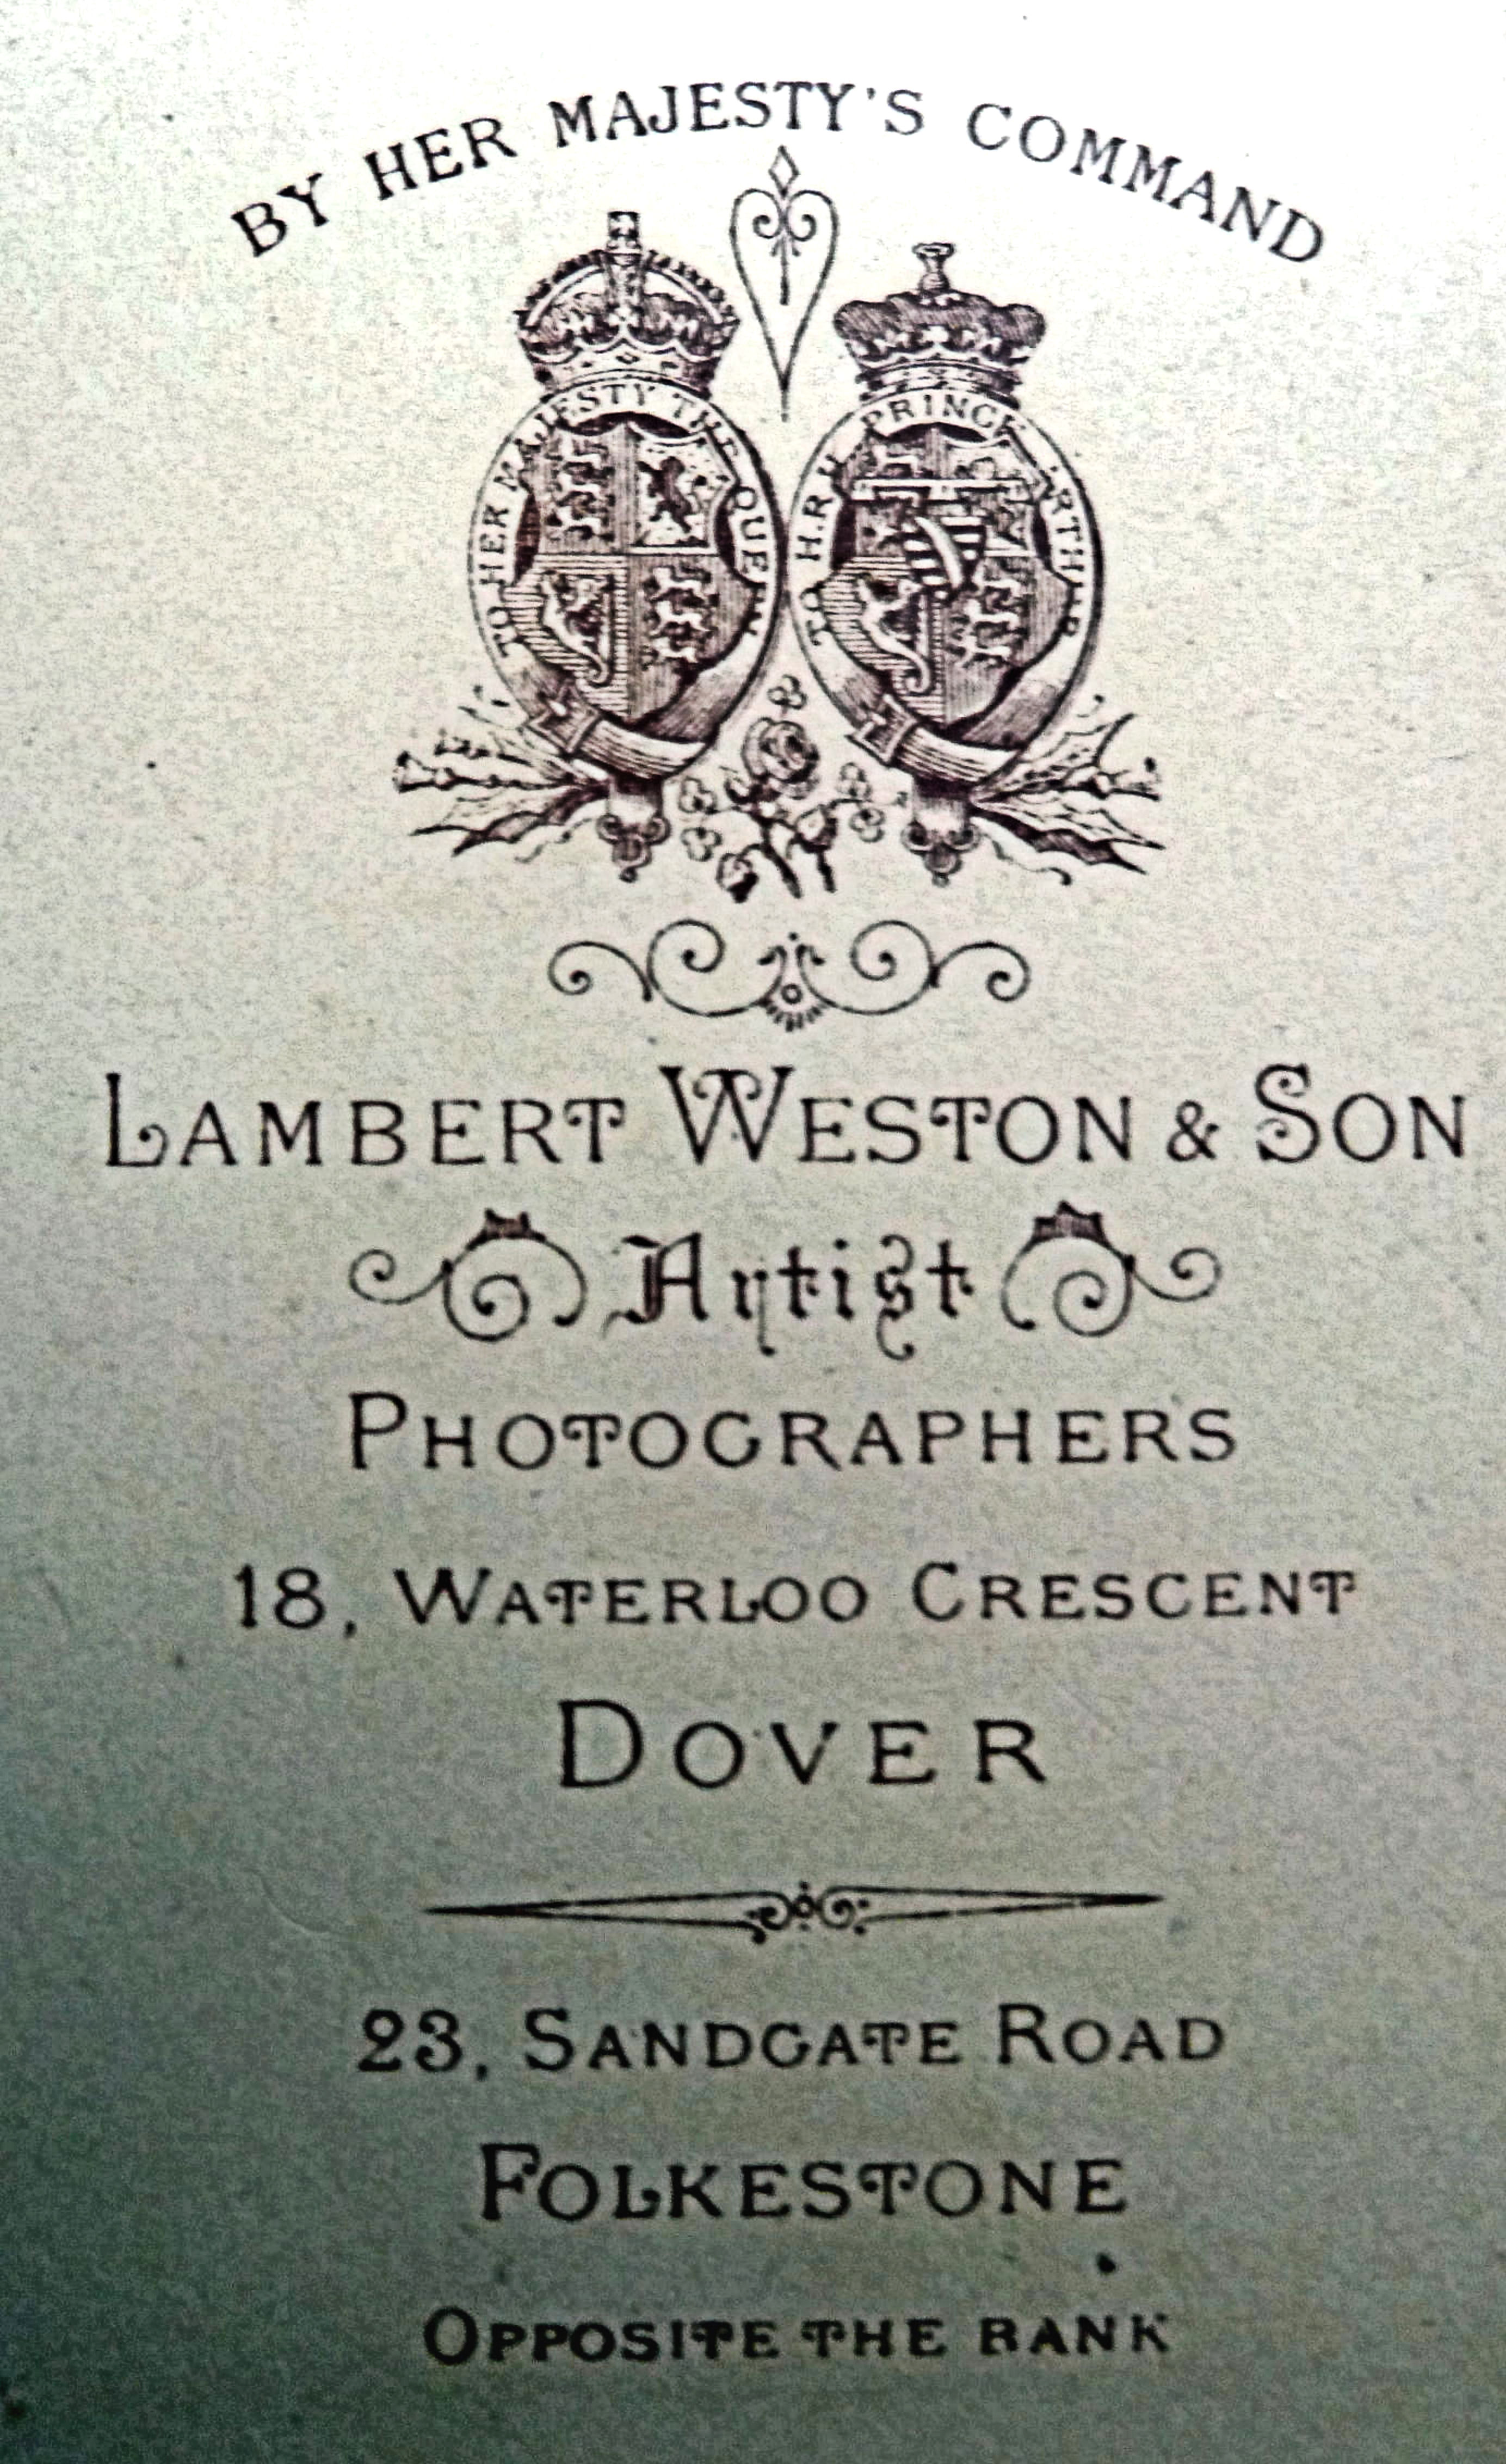 BY HER MAJESTY'S COMMAND
TO HER MAJESTY THE QUEEN
TO H.R.H. PRINCE ARTHUR
LAMBERT WESTON & SON
Artist
PHOTOGRAPHERS
18, WATERLOO CRESCENT
DOVER
23, SANDGATE ROAD
FOLKESTONE
OPPOSITE THE BANK